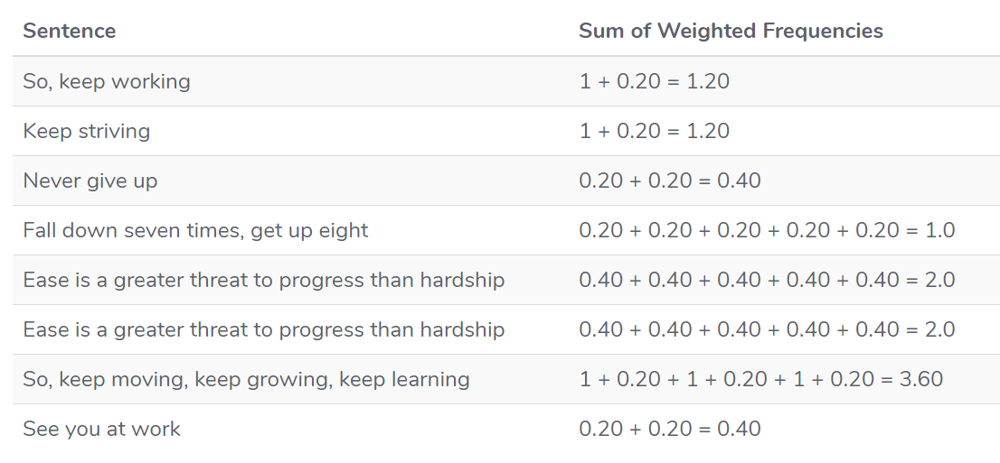 Sentence Sum of Weighted Frequencies
So, keep working 1 + 0.20 = 1.20
Keep striving 1 + 0.20 = 1.20
Never give up 0.20 + 0.20 = 0.40
Fall down seven times, get up eight 0.20 + 0.20 + 0.20 + 0.20 + 0.20 = 1.0
Ease is a greater threat to progress than hardship 0.40 + 0.40 + 0.40 + 0.40 + 0.40 = 2.0
Ease is a greater threat to progress than hardship 0.40 + 0.40 + 0.40 + 0.40 + 0.40 = 2.0
So, keep moving, keep growing, keep learning 1 + 0.20 + 1 + 0.20 + 1 + 0.20 = 3.60
See you at work 0.20 + 0.20 = 0.40